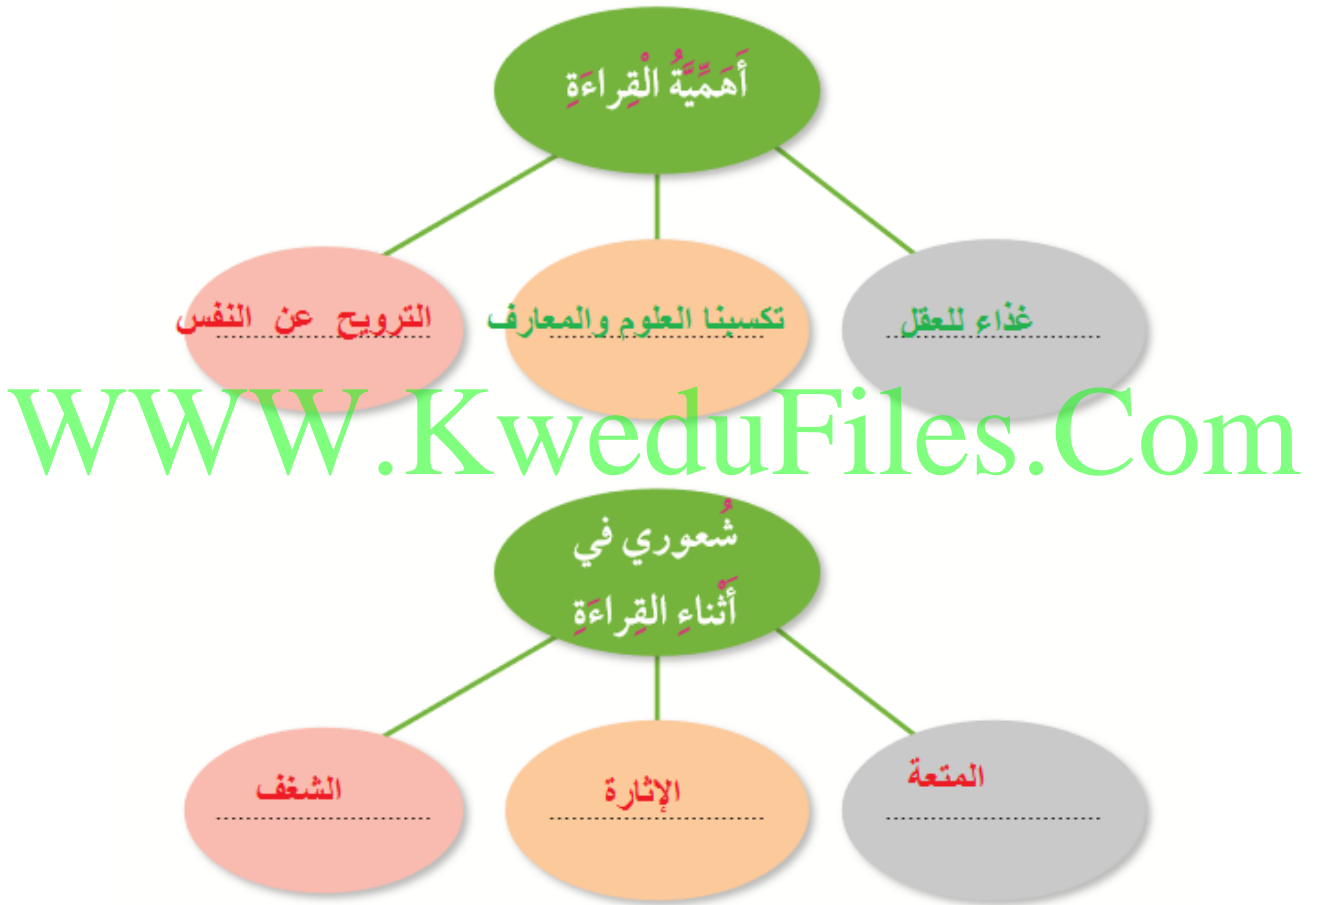 أَهَمِّيَّةُ الْقِراءَةِ
غذاء للعقل
تكسبنا العلوم والمعارف
الترويح عن النفس
WWW.KweduFiles.Com
شُعوري في
أَثْناءِ القِراءَةِ
المتعة
الإثارة
الشغف